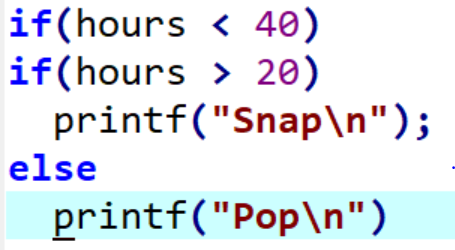 if(hours < 40)
if(hours > 20)
  printf("Snap\n");
else
  printf("Pop\n")